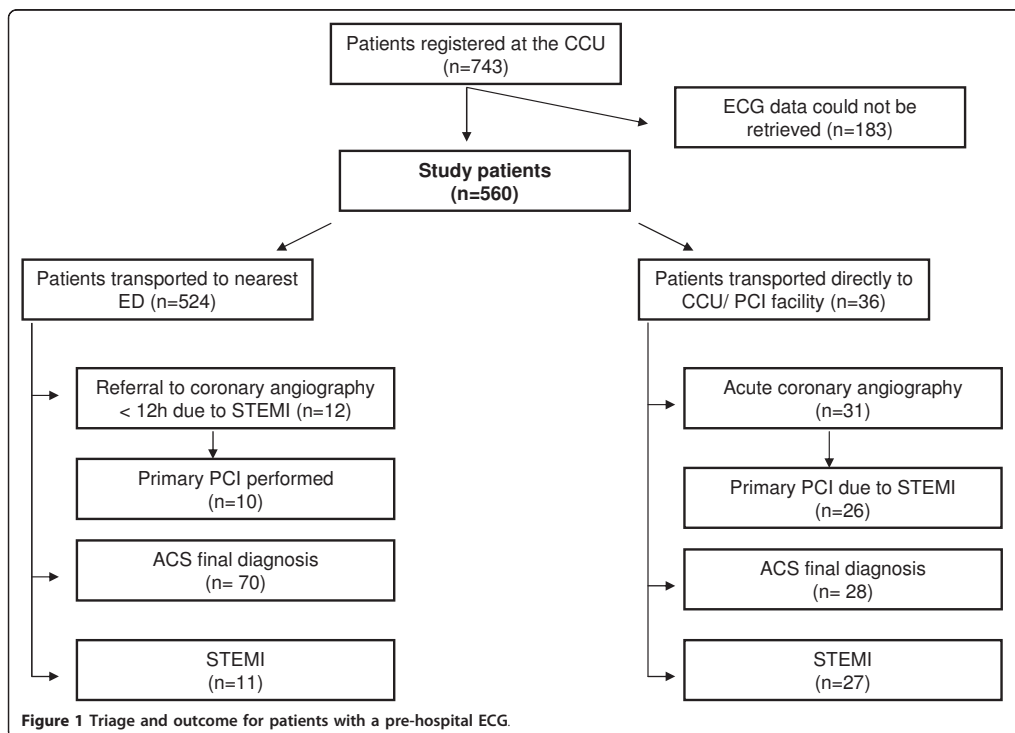 Patients registered at the CCU
(n=743)
ECG data could not be
retrieved (n=183)
Study patients
(n=560)
Patients transported to nearest
ED (n=524)
Patients transported directly to
CCU/ PCI facility (n=36)
Referral to coronary angiography
< 12h due to STEMI (n=12)
Acute coronary angiography
(n=31)
Primary PCI performed
(n=10)
Primary PCI due to STEMI
(n=26)
ACS final diagnosis
(n= 70)
ACS final diagnosis
(n= 28)
STEMI
(n=11)
STEMI
(n=27)
Figure 1 Triage and outcome for patients with a pre-hospital ECG.